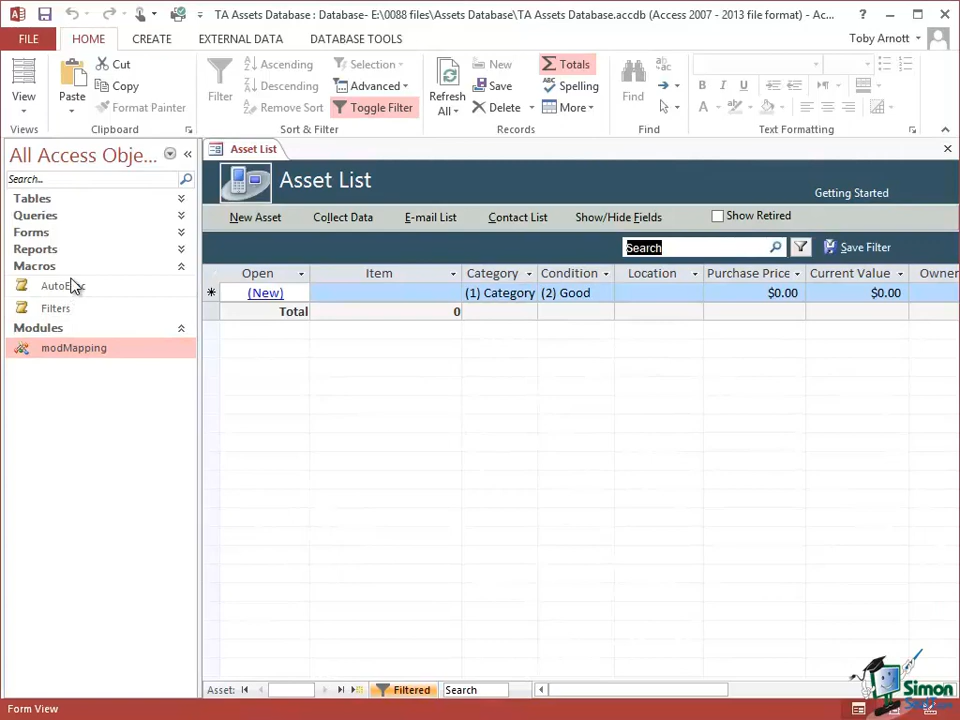 TA Assets Database : Database- E:\0088 files\Assets Database\TA Assets Database.accdb (Access 2007 - 2013 file format) - Ac...
FILE HOME CREATE EXTERNAL DATA DATABASE TOOLS Toby Arnott
View Paste Cut Copy Format Painter
Filter Ascending Descending Remove Sort Selection Advanced Toggle Filter
Refresh All New Save Delete Totals Spelling More
Find B I U A
Views Clipboard Sort & Filter Records Find Text Formatting
All Access Obje...
Search...
Tables
Queries
Forms
Reports
Macros
Filters
Modules
modMapping
Asset List
Asset List
Getting Started
New Asset Collect Data E-mail List Contact List Show/Hide Fields Show Retired
Search Save Filter
Open Item Category Condition Location Purchase Price Current Value Owner
(New) (1) Category (2) Good $0.00 $0.00
Total 0
Asset: Filtered Search
Form View
Simon